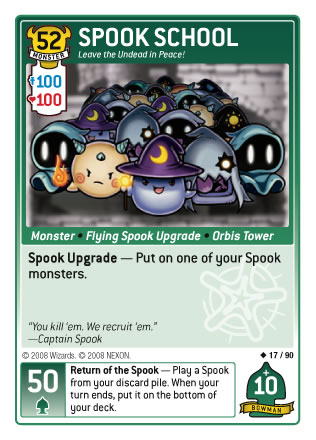 52
MONSTER
SPOOK SCHOOL
Leave the Undead in Peace!
100
100
Monster • Flying Spook Upgrade • Orbis Tower
Spook Upgrade — Put on one of your Spook
monsters.
"You kill 'em. We recruit 'em."
—Captain Spook
© 2008 Wizards. © 2008 NEXON.
◆ 17 / 90
50
Return of the Spook — Play a Spook
from your discard pile. When your
turn ends, put it on the bottom of
your deck.
+
10
BOWMAN